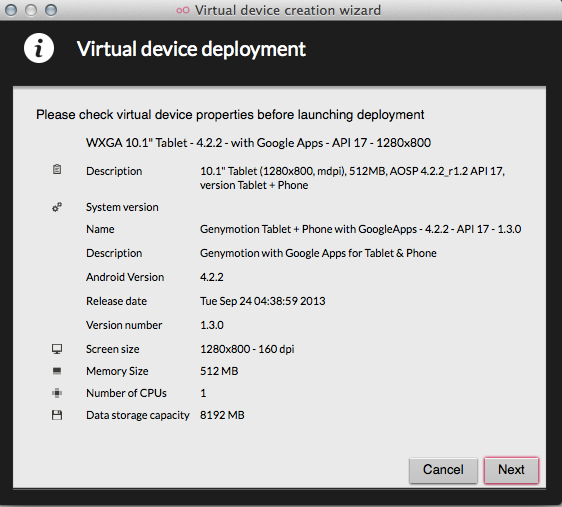 Virtual device creation wizard
Virtual device deployment
Please check virtual device properties before launching deployment
WXGA 10.1" Tablet - 4.2.2 - with Google Apps - API 17 - 1280x800
Description 10.1" Tablet (1280x800, mdpi), 512MB, AOSP 4.2.2_r1.2 API 17,
version Tablet + Phone
System version
Name Genymotion Tablet + Phone with GoogleApps - 4.2.2 - API 17 - 1.3.0
Description Genymotion with Google Apps for Tablet & Phone
Android Version 4.2.2
Release date Tue Sep 24 04:38:59 2013
Version number 1.3.0
Screen size 1280x800 - 160 dpi
Memory Size 512 MB
Number of CPUs 1
Data storage capacity 8192 MB
Cancel Next